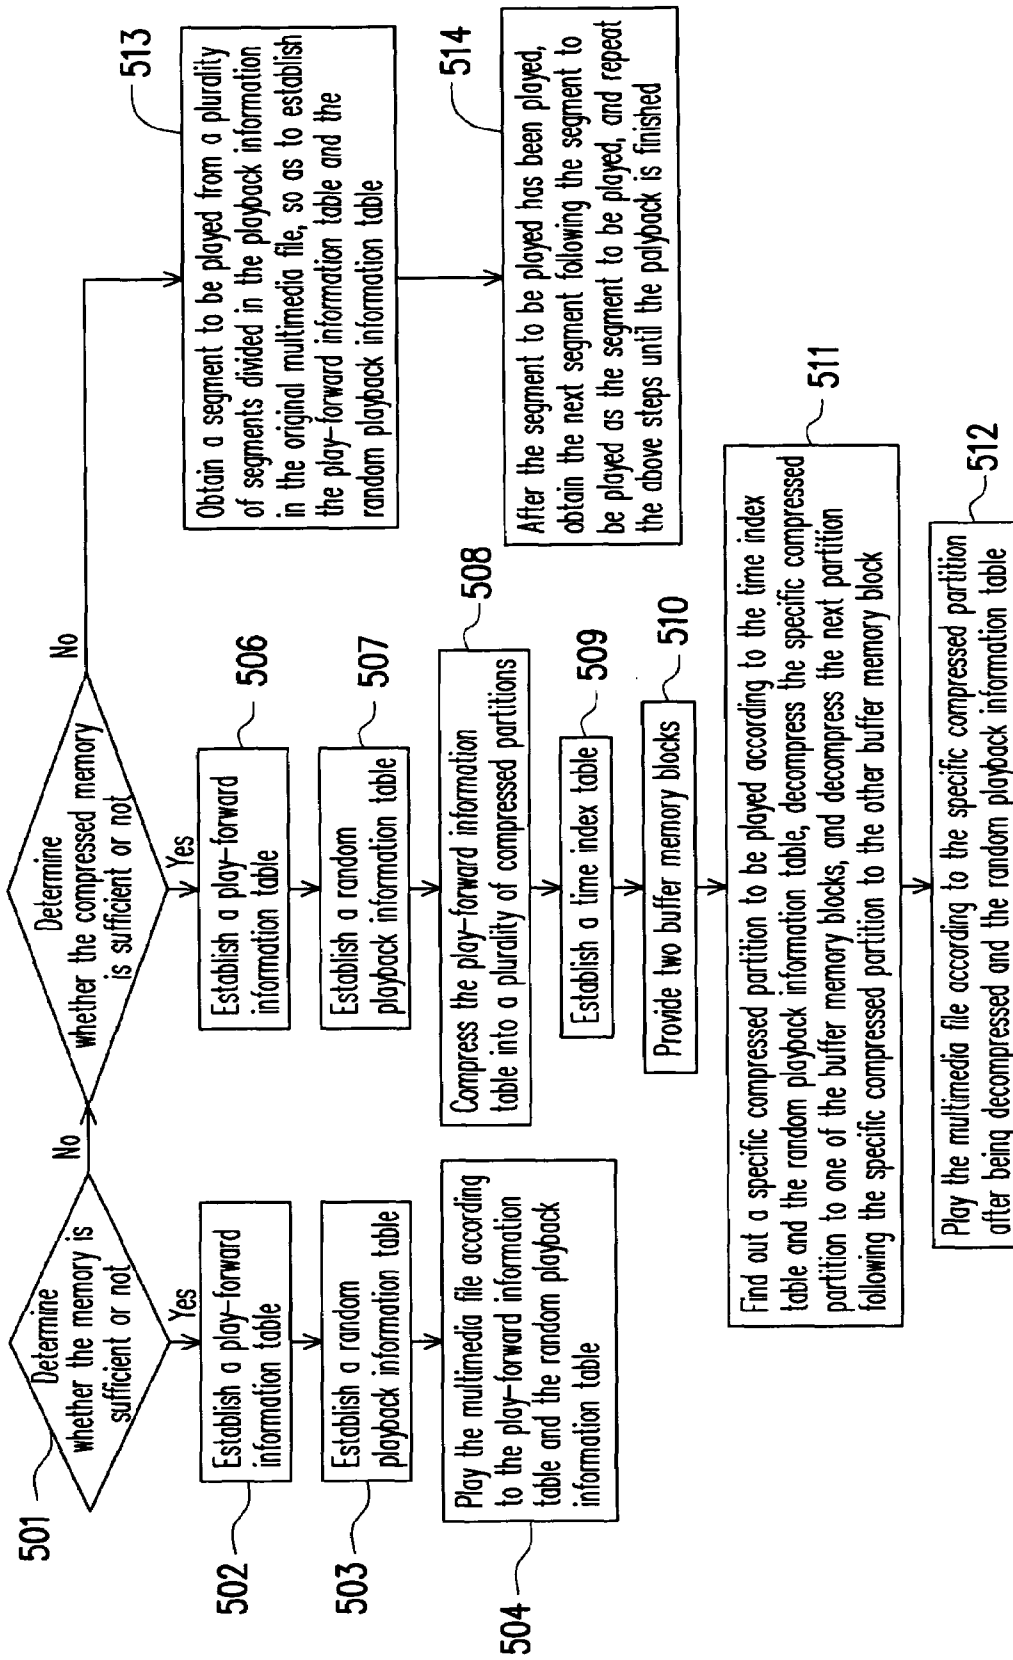 501
Determine
whether the memory is
sufficient or not
Yes
No
502
Establish a play-forward
information table
503
Establish a random
playback information table
504
Play the multimedia file according
to the play-forward information
table and the random playback
information table
Determine
whether the compressed memory
is sufficient or not
Yes
No
506
Establish a play-forward
information table
507
Establish a random
playback information table
508
Compress the play-forward information
table into a plurality of compressed partitions
509
Establish a time index table
510
Provide two buffer memory blocks
511
Find out a specific compressed partition to be played according to the time index
table and the random playback information table, decompress the specific compressed
partition to one of the buffer memory blocks, and decompress the next partition
following the specific compressed partition to the other buffer memory block
512
Play the multimedia file according to the specific compressed partition
after being decompressed and the random playback information table
513
Obtain a segment to be played from a plurality
of segments divided in the playback information
in the original multimedia file, so as to establish
the play-forward information table and the
random playback information table
514
After the segment to be played has been played,
obtain the next segment following the segment to
be played as the segment to be played, and repeat
the above steps until the palyback is finished